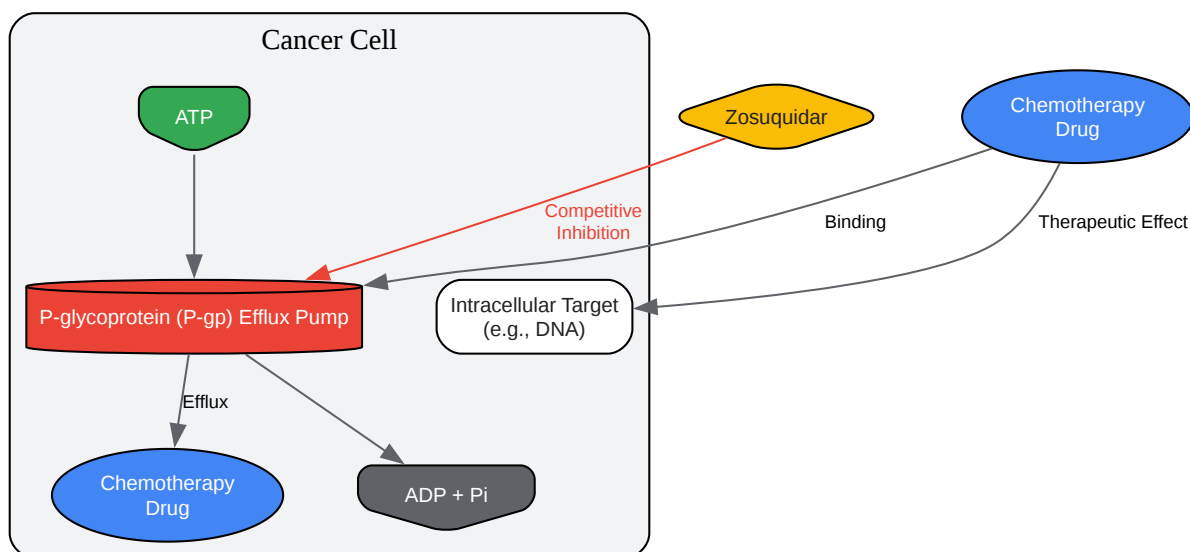 Cancer Cell
ATP
Zosuquidar
Chemotherapy
Drug
Competitive
Inhibition
Binding
Therapeutic Effect
P-glycoprotein (P-gp) Efflux Pump
Intracellular Target
(e.g., DNA)
Efflux
Chemotherapy
Drug
ADP + Pi